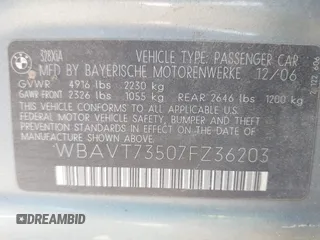 328XIA
VEHICLE TYPE: PASSENGER CAR
MFD BY BAYERISCHE MOTORENWERKE 12/06
GVWR 4916 lbs 2230 kg
GAWR FRONT 2326 lbs 1055 kg REAR 2646 lbs 1200 kg
THIS VEHICLE CONFORMS TO ALL APPLICABLE FEDERAL MOTOR VEHICLE
SAFETY, BUMPER AND THEFT PREVENTION STANDARDS IN EFFECT ON THE DATE OF
MANUFACTURE SHOWN ABOVE.
WBAVT73507FZ36203
© DREAMBID
DREAMBID.COM